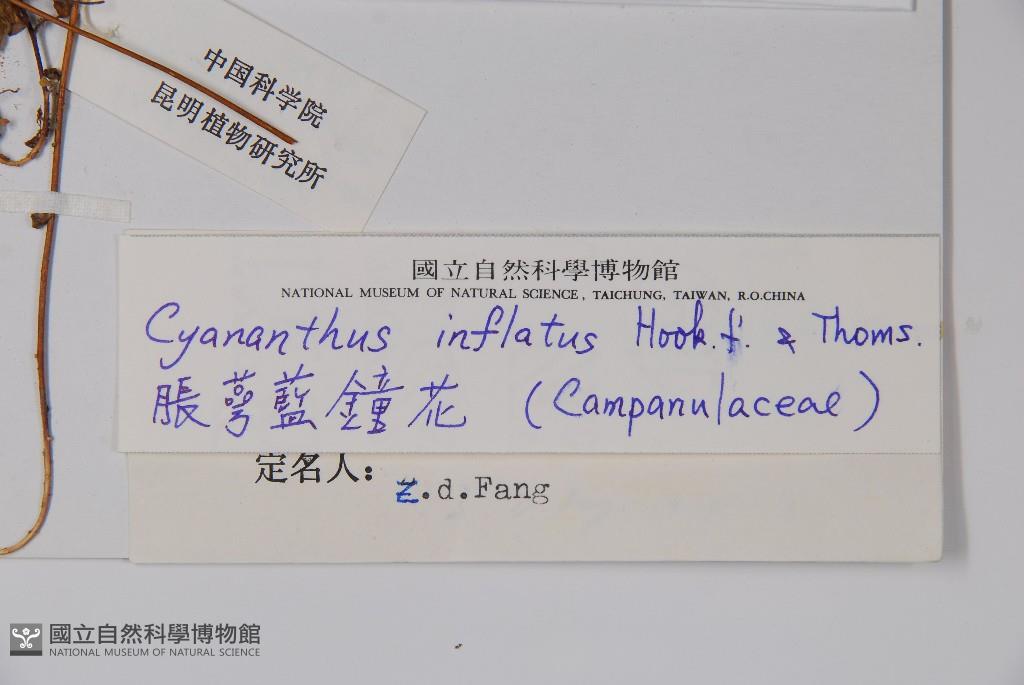 中国科学院
昆明植物研究所
國立自然科學博物館
NATIONAL MUSEUM OF NATURAL SCIENCE, TAICHUNG, TAIWAN, R.O.CHINA
Cyananthus inflatus Hook. f. & Thoms.
脹萼藍鐘花 (Campanulaceae)
定名人：
Z.d.Fang
國立自然科學博物館
NATIONAL MUSEUM OF NATURAL SCIENCE